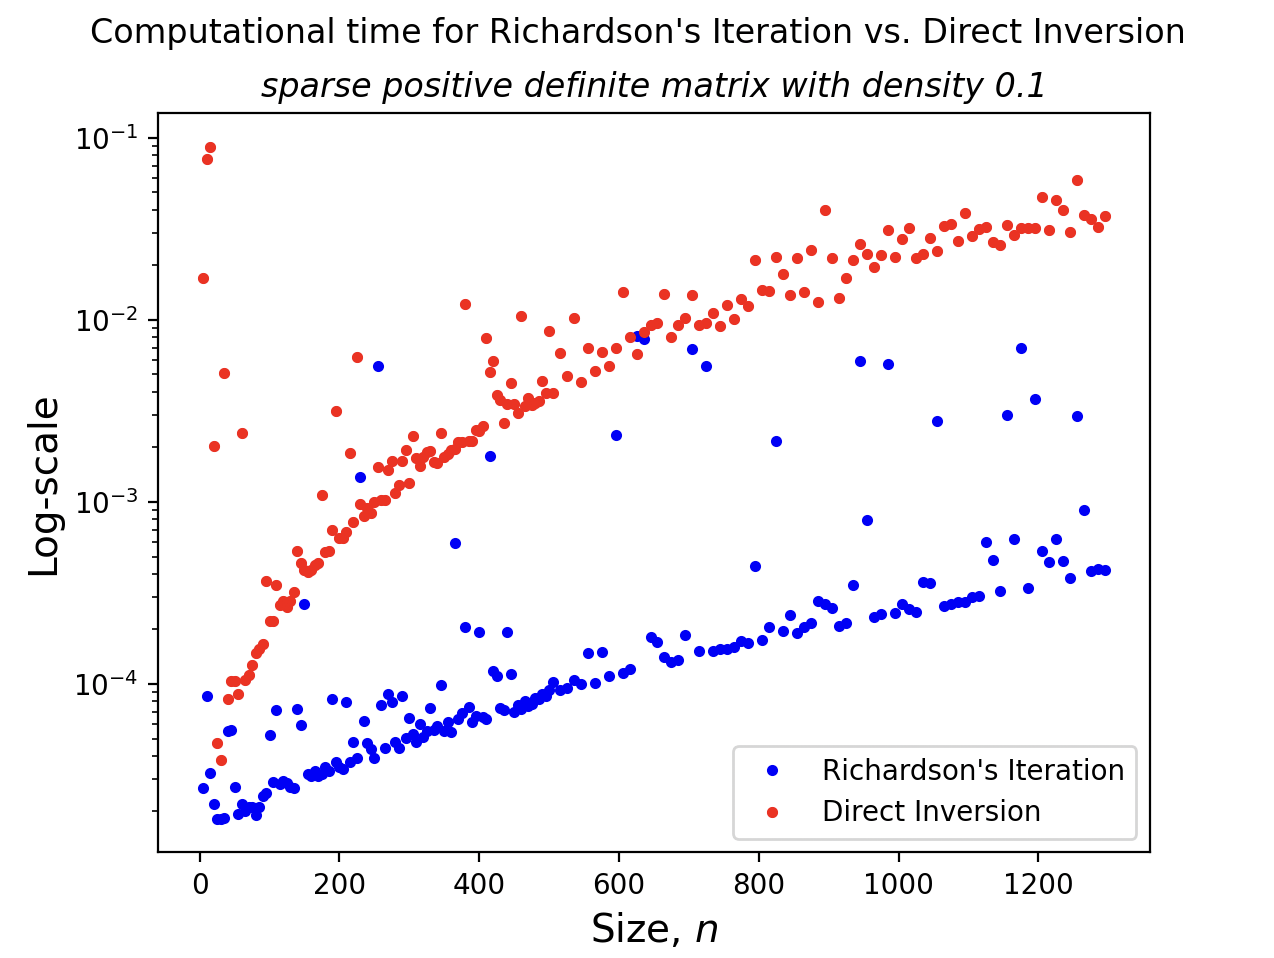 Computational time for Richardson's Iteration vs. Direct Inversion
sparse positive definite matrix with density 0.1
10⁻¹
10⁻²
10⁻³
10⁻⁴
Log-scale
Richardson's Iteration
Direct Inversion
0 200 400 600 800 1000 1200
Size, n